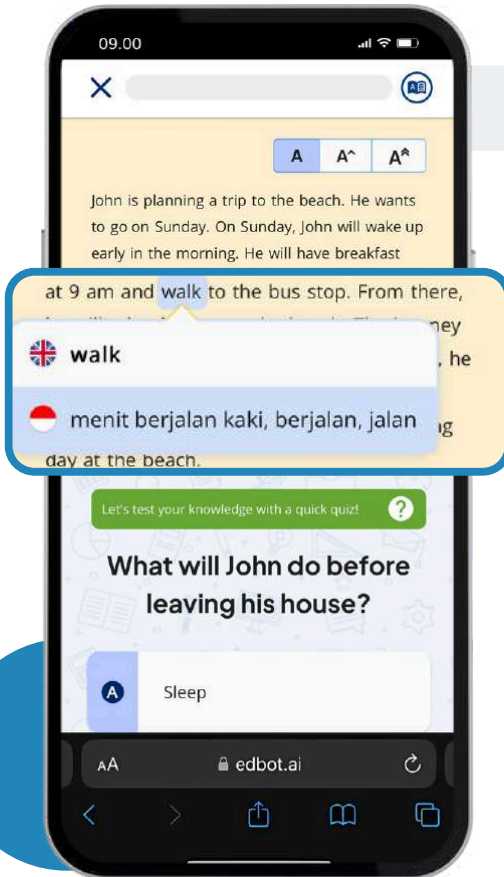 09.00
A A^ A^
John is planning a trip to the beach. He wants
to go on Sunday. On Sunday, John will wake up
early in the morning. He will have breakfast
at 9 am and walk to the bus stop. From there,
ney
walk
, he
menit berjalan kaki, berjalan, jalan
ng
day at the beach.
Let's test your knowledge with a quick quiz!
?
What will John do before
leaving his house?
A Sleep
AA edbot.ai